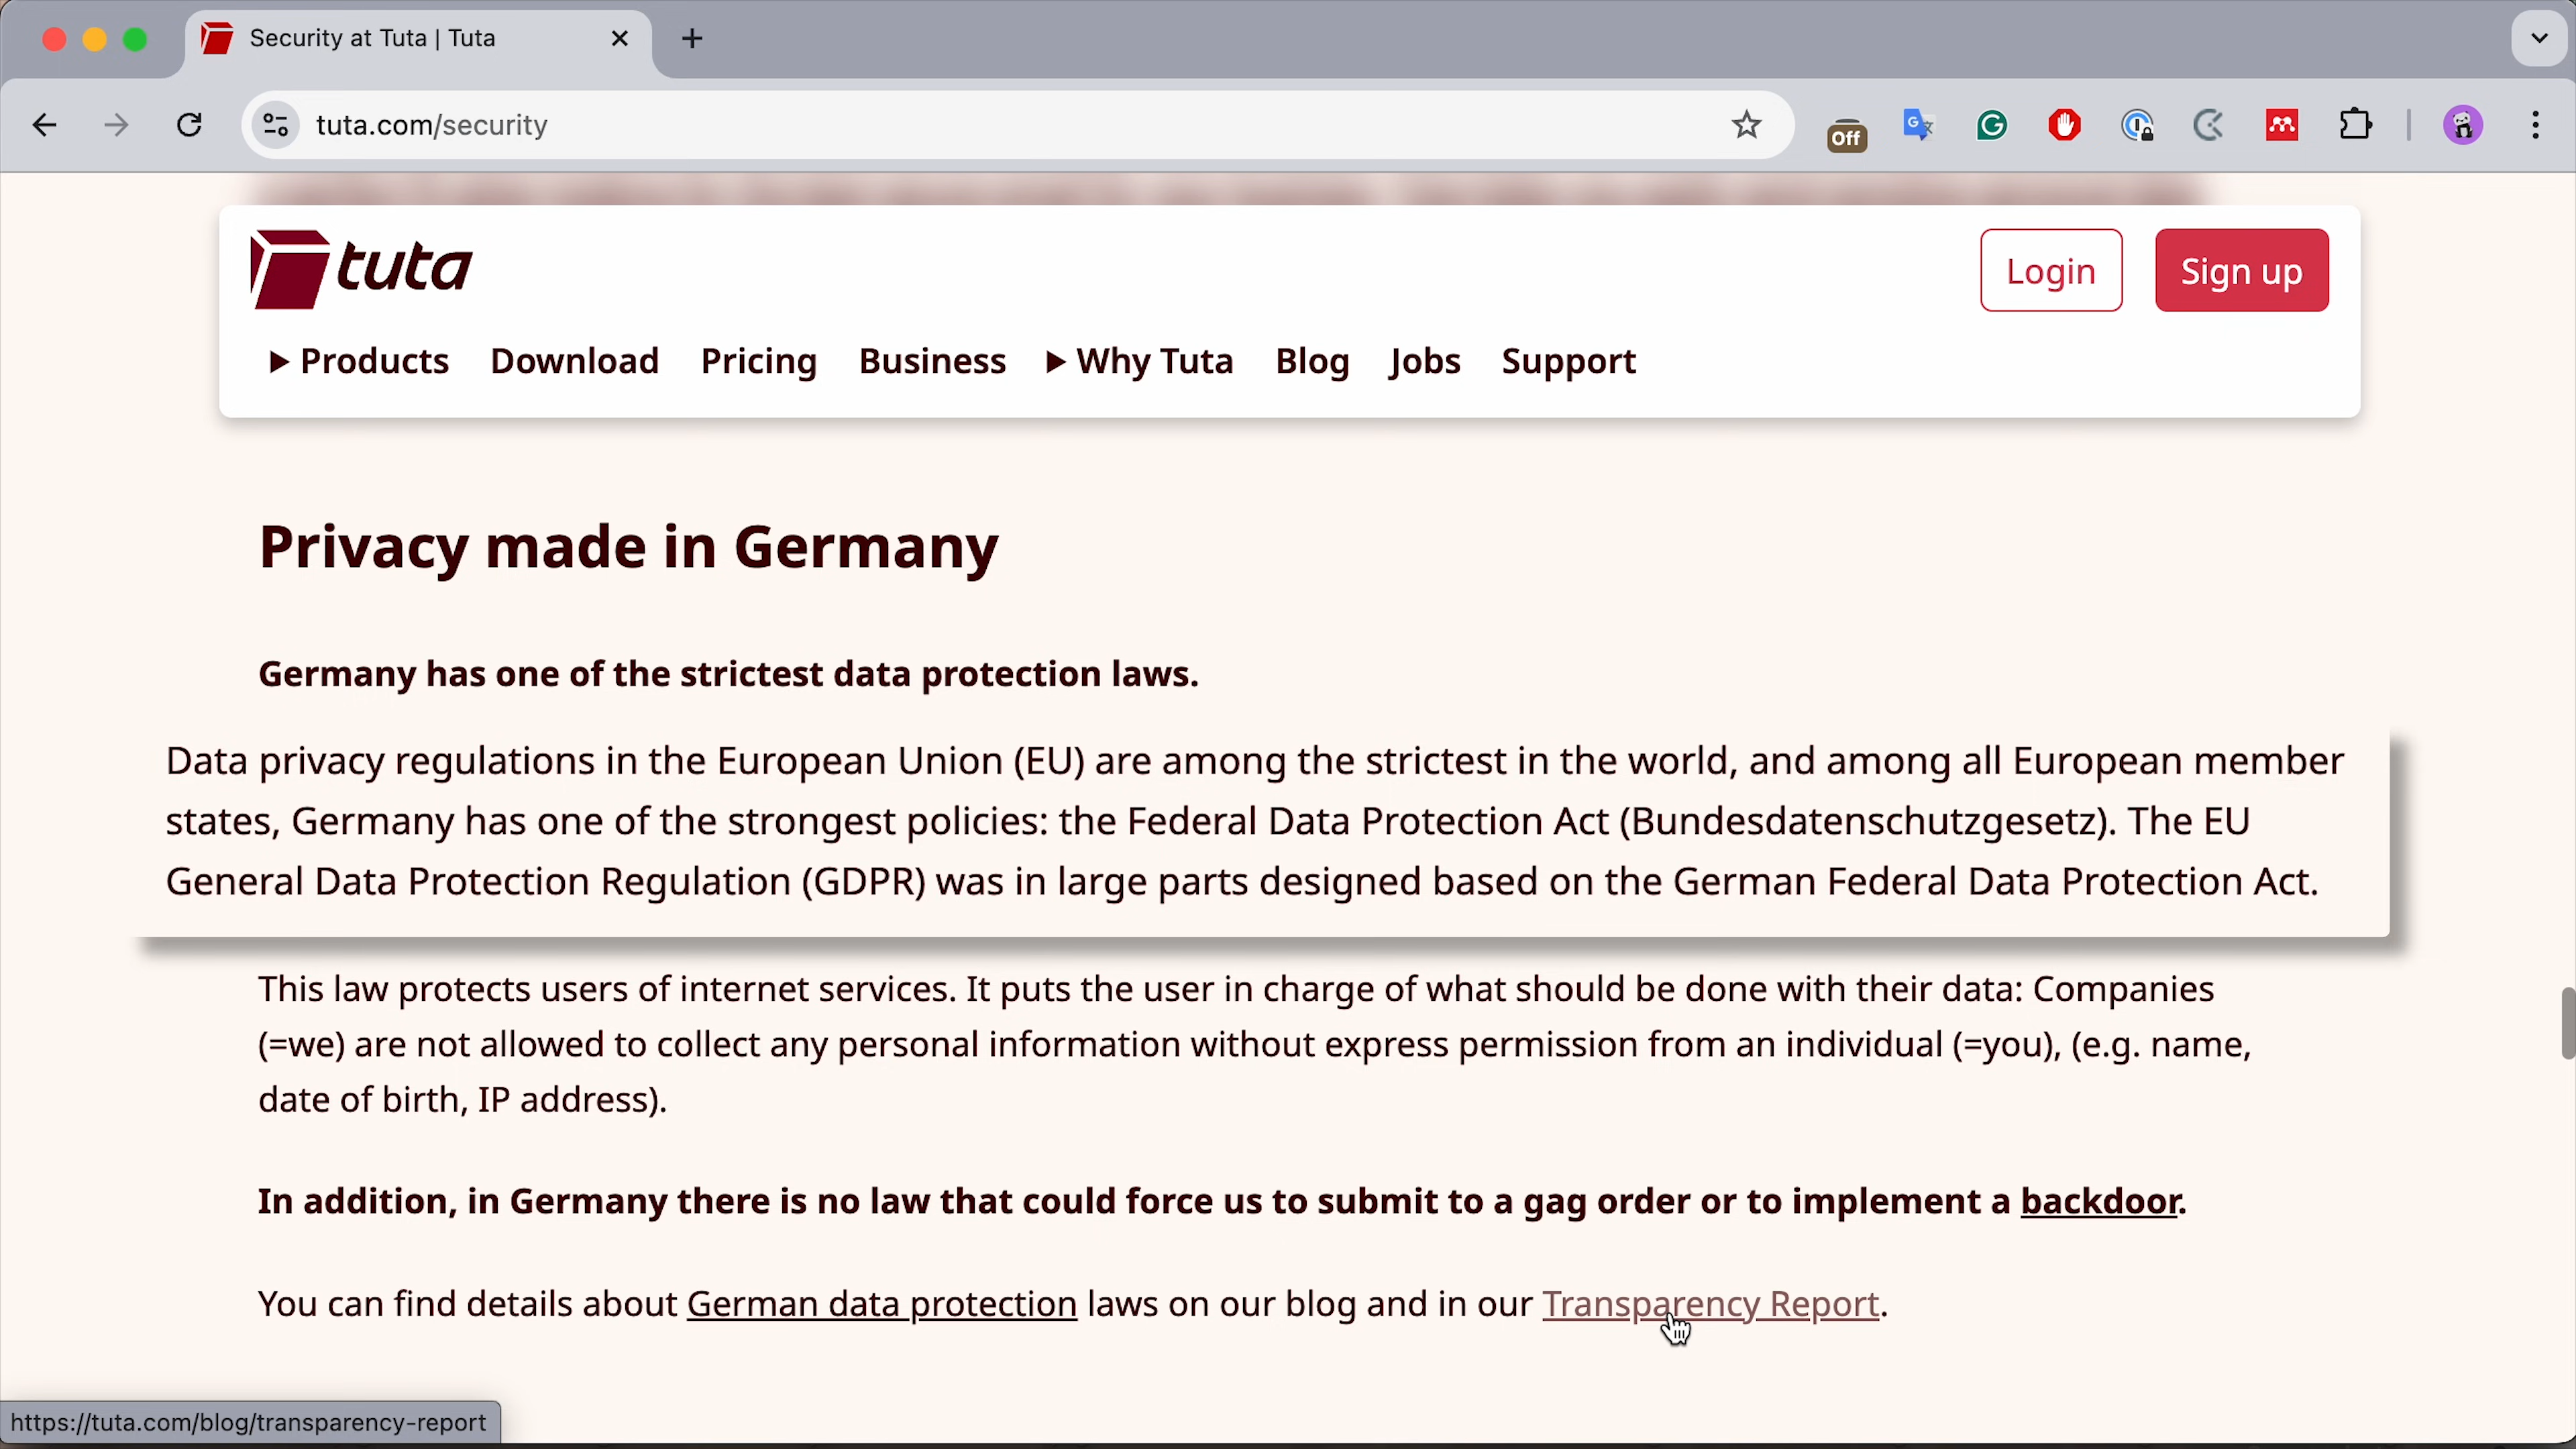 Security at Tuta | Tuta
tuta.com/security
Off
tuta
Login
Sign up
Products
Download
Pricing
Business
Why Tuta
Blog
Jobs
Support
Privacy made in Germany
Germany has one of the strictest data protection laws.
Data privacy regulations in the European Union (EU) are among the strictest in the world, and among all European member
states, Germany has one of the strongest policies: the Federal Data Protection Act (Bundesdatenschutzgesetz). The EU
General Data Protection Regulation (GDPR) was in large parts designed based on the German Federal Data Protection Act.
This law protects users of internet services. It puts the user in charge of what should be done with their data: Companies
(=we) are not allowed to collect any personal information without express permission from an individual (=you), (e.g. name,
date of birth, IP address).
In addition, in Germany there is no law that could force us to submit to a gag order or to implement a backdoor.
You can find details about German data protection laws on our blog and in our Transparency Report.
https://tuta.com/blog/transparency-report